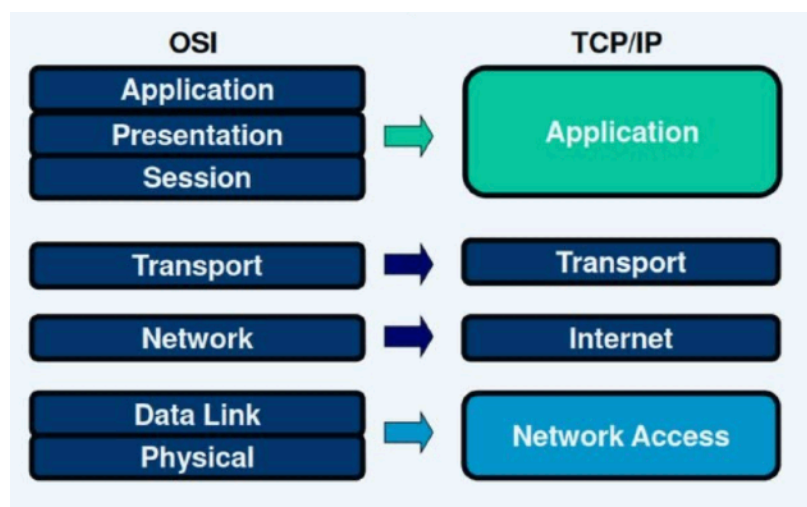 OSI
TCP/IP
Application
Presentation
Session
Application
Transport
Transport
Network
Internet
Data Link
Physical
Network Access